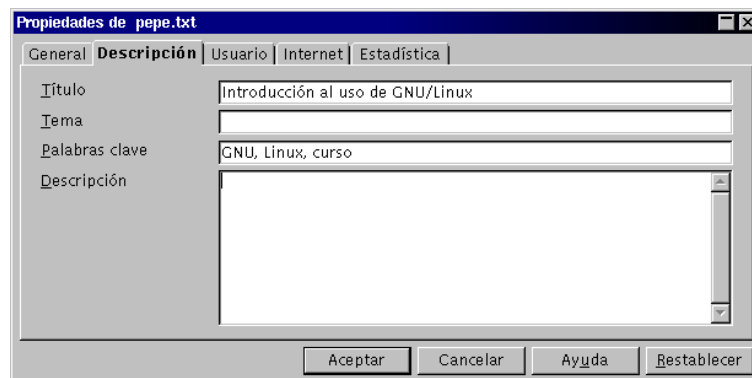 Propiedades de pepe.txt
General Descripción Usuario Internet Estadística
Título Introducción al uso de GNU/Linux
Tema
Palabras clave GNU, Linux, curso
Descripción
Aceptar Cancelar Ayuda Restablecer